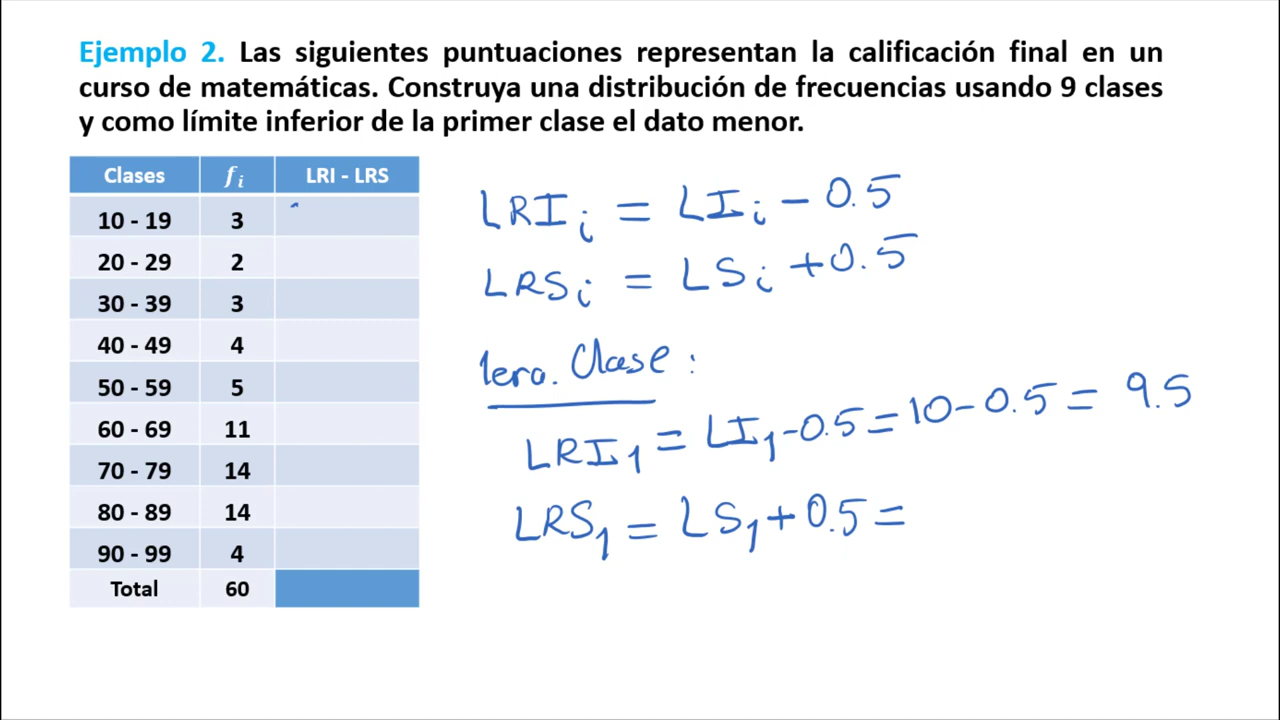 Ejemplo 2. Las siguientes puntuaciones representan la calificación final en un
curso de matemáticas. Construya una distribución de frecuencias usando 9 clases
y como límite inferior de la primer clase el dato menor.
Clases fᵢ LRI - LRS
10 - 19 3
20 - 29 2
30 - 39 3
40 - 49 4
50 - 59 5
60 - 69 11
70 - 79 14
80 - 89 14
90 - 99 4
Total 60
LRIᵢ = LIᵢ - 0.5
LRSᵢ = LSᵢ + 0.5
1era. Clase:
LRI₁ = LI₁ - 0.5 = 10 - 0.5 = 9.5
LRS₁ = LS₁ + 0.5 =